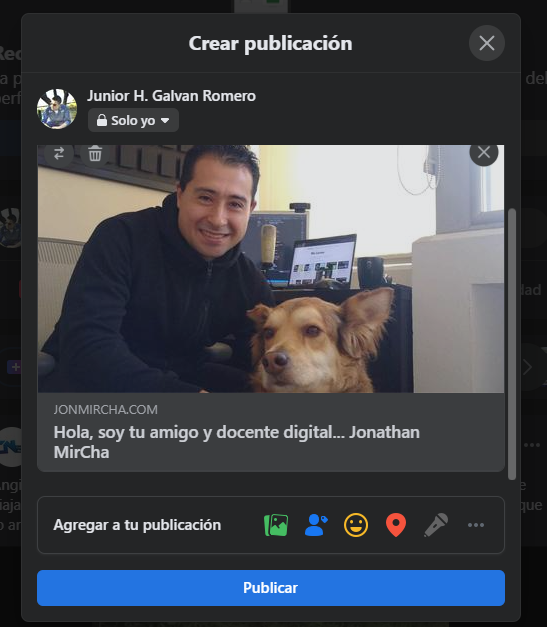 Crear publicación
Junior H. Galvan Romero
Solo yo
JONMIRCHA.COM
Hola, soy tu amigo y docente digital... Jonathan
MirCha
Agregar a tu publicación
Publicar